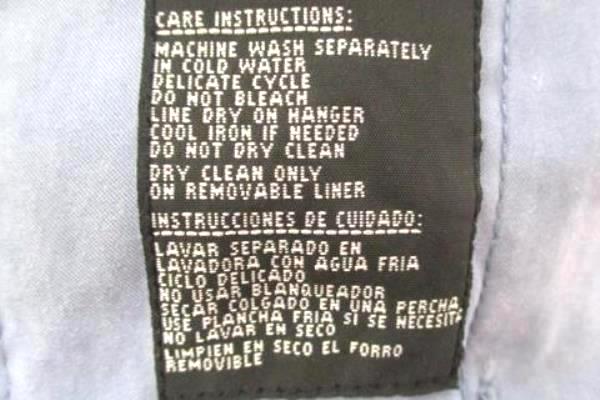 CARE INSTRUCTIONS:
MACHINE WASH SEPARATELY
IN COLD WATER
DELICATE CYCLE
DO NOT BLEACH
LINE DRY ON HANGER
COOL IRON IF NEEDED
DO NOT DRY CLEAN
DRY CLEAN ONLY
ON REMOVABLE LINER
INSTRUCCIONES DE CUIDADO:
LAVAR SEPARADO EN
LAVADORA CON AGUA FRIA
CICLO DELICADO
NO USAR BLANQUEADOR
SECAR COLGADO EN UNA PERCHA
USE PLANCHA FRIA SI SE NECESITA
NO LAVAR EN SECO
LIMPIEN EN SECO EL FORRO
REMOVIBLE